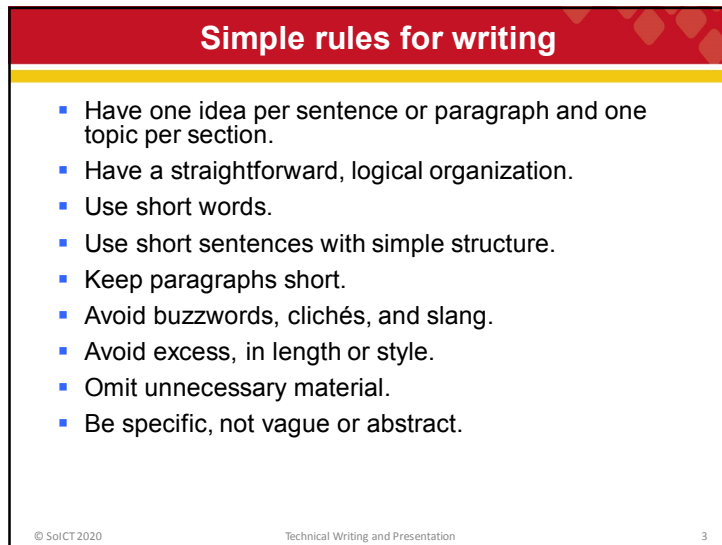 Simple rules for writing
▪ Have one idea per sentence or paragraph and one
topic per section.
▪ Have a straightforward, logical organization.
▪ Use short words.
▪ Use short sentences with simple structure.
▪ Keep paragraphs short.
▪ Avoid buzzwords, clichés, and slang.
▪ Avoid excess, in length or style.
▪ Omit unnecessary material.
▪ Be specific, not vague or abstract.
© SoICT 2020 Technical Writing and Presentation 3